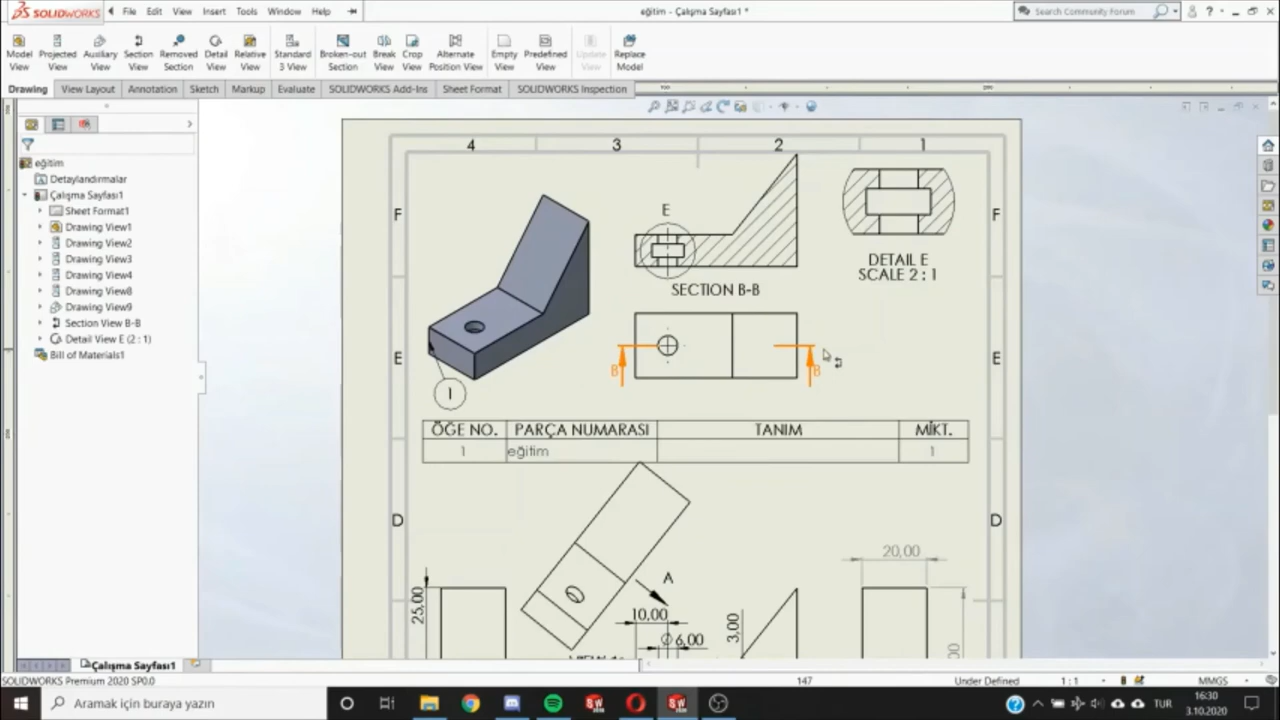 SOLIDWORKS File Edit View Insert Tools Window Help eğitim - Çalışma Sayfası1 * Search Community Forum
Model View Projected View Auxiliary View Section View Removed Section Detail View Relative View Standard 3 View Broken-out Section Break View Crop View Alternate Position View Empty View Predefined View Update View Replace Model
Drawing View Layout Annotation Sketch Markup Evaluate SOLIDWORKS Add-Ins Sheet Format SOLIDWORKS Inspection
eğitim
Detaylandırmalar
Çalışma Sayfası1
Sheet Format1
Drawing View1
Drawing View2
Drawing View3
Drawing View4
Drawing View8
Drawing View9
Section View B-B
Detail View E (2 : 1)
Bill of Materials1
4 3 2 1
F E F
DETAIL E
SCALE 2 : 1
SECTION B-B
E B B E
1
ÖĞE NO. PARÇA NUMARASI TANIM MİKT.
1 eğitim 1
D D
20,00
A
25,00 10,00 3,00
∅ 6,00
Çalışma Sayfası1
SOLIDWORKS Premium 2020 SP0.0 147 Under Defined 1 : 1 MMGS
Aramak için buraya yazın TUR 16:30
3.10.2020